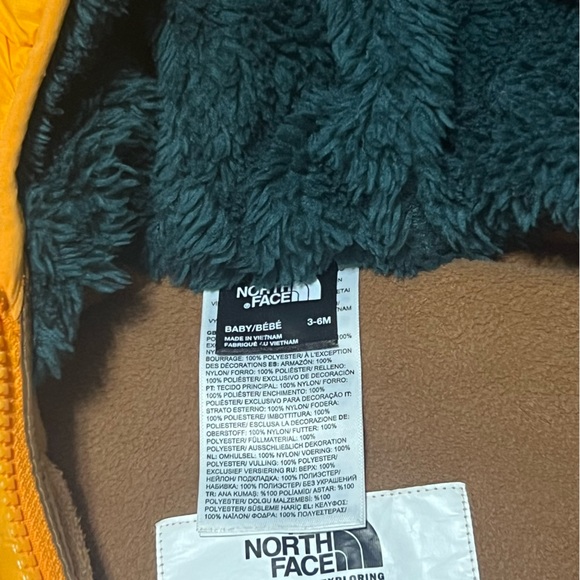 NORTH
FACE
BABY/BÉBÉ 3-6M
MADE IN VIETNAM
FABRIQUÉ AU VIETNAM
BOURRAGE: 100% POLYESTER/ À L'EXCEPTION
DES DÉCORATIONS ES: ARMAZÓN: 100%
NYLON/ FORRO: 100% POLIÉSTER/ RELLENO:
100% POLIÉSTER/ EXCLUSIVO DE DECORACIÓN
PT: TECIDO PRINCIPAL: 100% NYLON/ FORRO:
100% POLIÉSTER/ ENCHIMENTO: 100%
POLIÉSTER/ EXCLUSIVO PARA DECORAÇÃO IT:
STRATO ESTERNO: 100% NYLON/ FODERA:
100% POLIESTERE/ IMBOTTITURA: 100%
POLIESTERE/ ESCLUSA LA DECORAZIONE DE:
OBERSTOFF: 100% NYLON/ FUTTER: 100%
POLYESTER/ FÜLLMATERIAL: 100%
POLYESTER/ AUSSCHLIEßLICH DEKORATION
NL: OMHULSEL: 100% NYLON/ VOERING: 100%
POLYESTER/ VULLING: 100% POLYESTER/
EXCLUSIEF VERSIERING RU: ВЕРХ: 100%
НЕЙЛОН/ ПОДКЛАДКА: 100% ПОЛИЭСТЕР/
НАБИВКА: 100% ПОЛИЭСТЕР/ БЕЗ УКРАШЕНИЙ
TR: ANA KUMAŞ: %100 POLİAMİD/ ASTAR: %100
POLYESTER/ DOLGU MALZEMESİ: %100
POLYESTER/ SÜSLEME HARİÇ EL: ΚΕΛΥΦΟΣ:
100% ΝΑΪΛΟΝ/ ΦΟΔΡΑ: 100% ΠΟΛΥΕΣΤΕΡΑΣ/
NORTH
FACE
EXPLORING